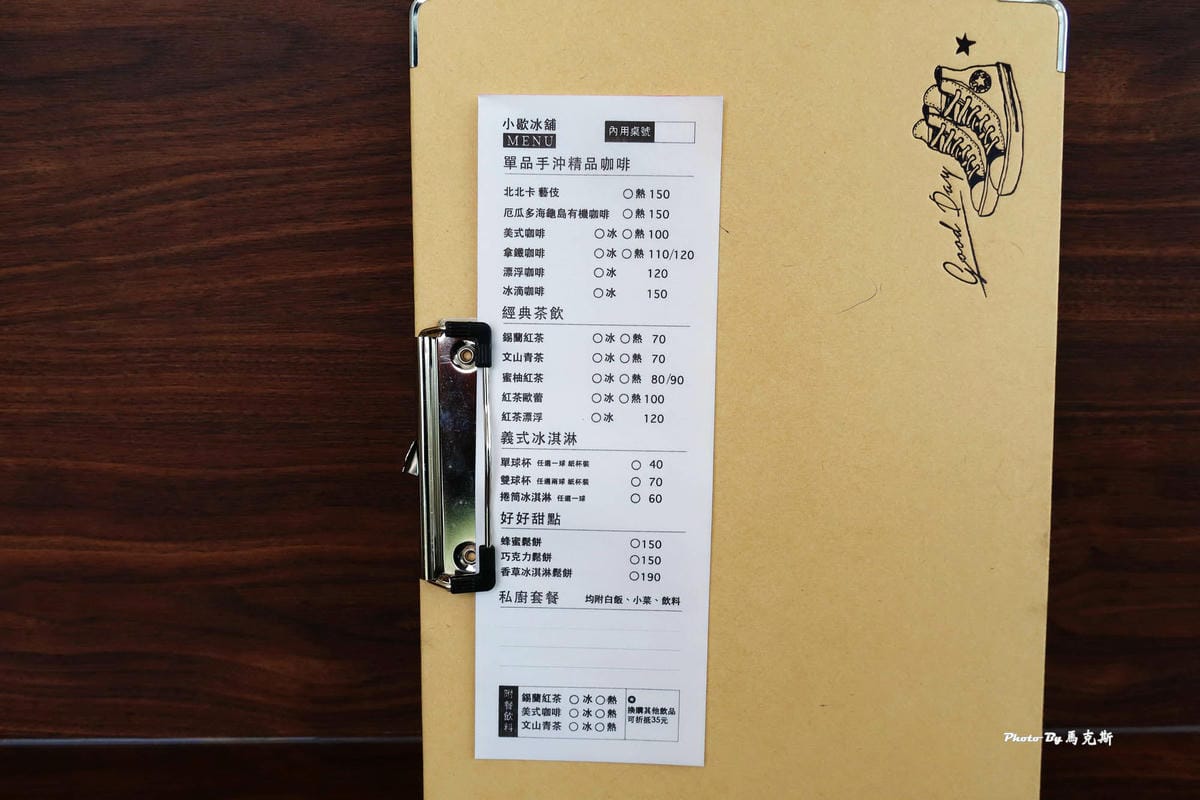 小歇冰舖
MENU
內用桌號
單品手沖精品咖啡
北北卡 藝伎 ○熱 150
厄瓜多海龜島有機咖啡 ○熱 150
美式咖啡 ○冰 ○熱 100
拿鐵咖啡 ○冰 ○熱 110/120
漂浮咖啡 ○冰 120
冰滴咖啡 ○冰 150
經典茶飲
錫蘭紅茶 ○冰 ○熱 70
文山青茶 ○冰 ○熱 70
蜜柚紅茶 ○冰 ○熱 80/90
紅茶歐蕾 ○冰 ○熱 100
紅茶漂浮 ○冰 120
義式冰淇淋
單球杯 任選一球 紙杯裝 ○ 40
雙球杯 任選兩球 紙杯裝 ○ 70
捲筒冰淇淋 任選一球 ○ 60
好好甜點
蜂蜜鬆餅 ○150
巧克力鬆餅 ○150
香草冰淇淋鬆餅 ○190
私廚套餐 均附白飯、小菜、飲料
附餐飲料
錫蘭紅茶 ○冰 ○熱
美式咖啡 ○冰 ○熱
文山青茶 ○冰 ○熱
✪
換購其他飲品
可折抵35元
Good Day
Photo By 馬克斯